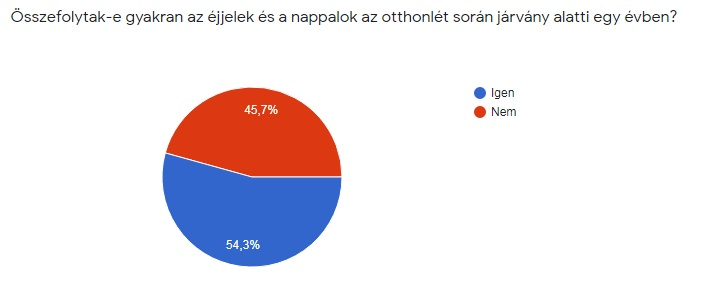 Összefolytak-e gyakran az éjjelek és a nappalok az otthonlét során járvány alatti egy évben?
Igen
Nem
45,7%
54,3%